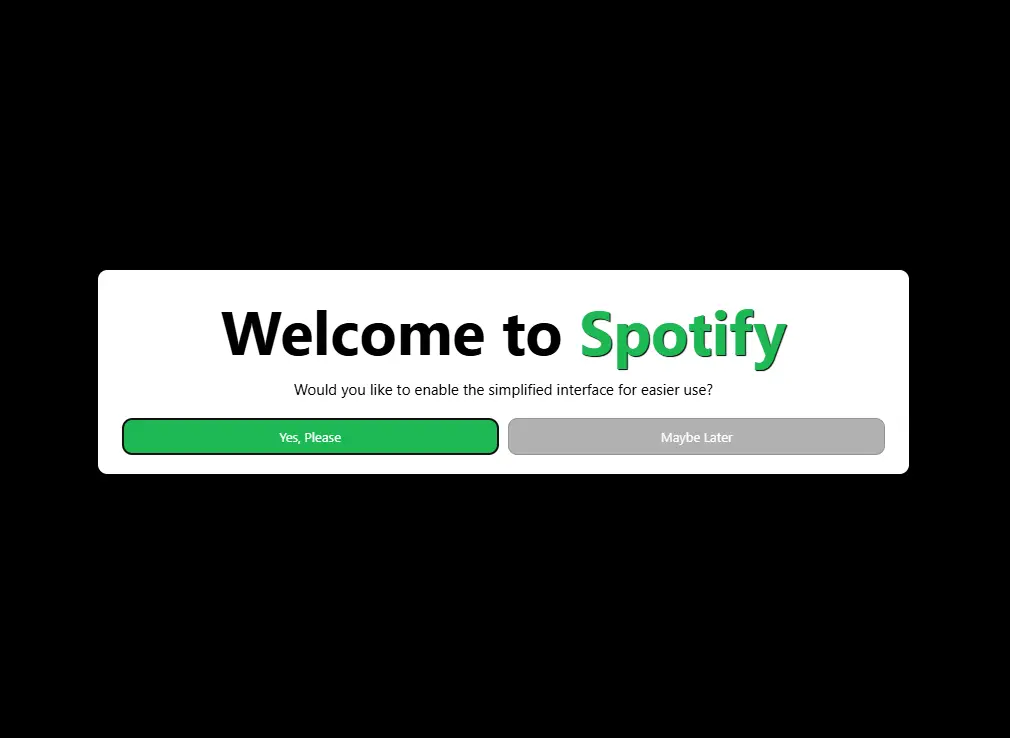 Welcome to Spotify
Would you like to enable the simplified interface for easier use?
Yes, Please
Maybe Later